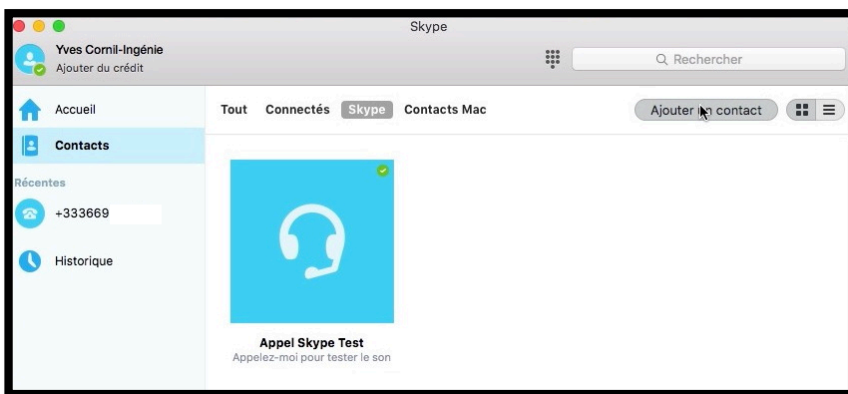 Skype
Yves Cornil-Ingénie
Ajouter du crédit
Rechercher
Accueil
Contacts
Récentes
+333669
Historique
Tout Connectés Skype Contacts Mac
Ajouter un contact
Appel Skype Test
Appelez-moi pour tester le son